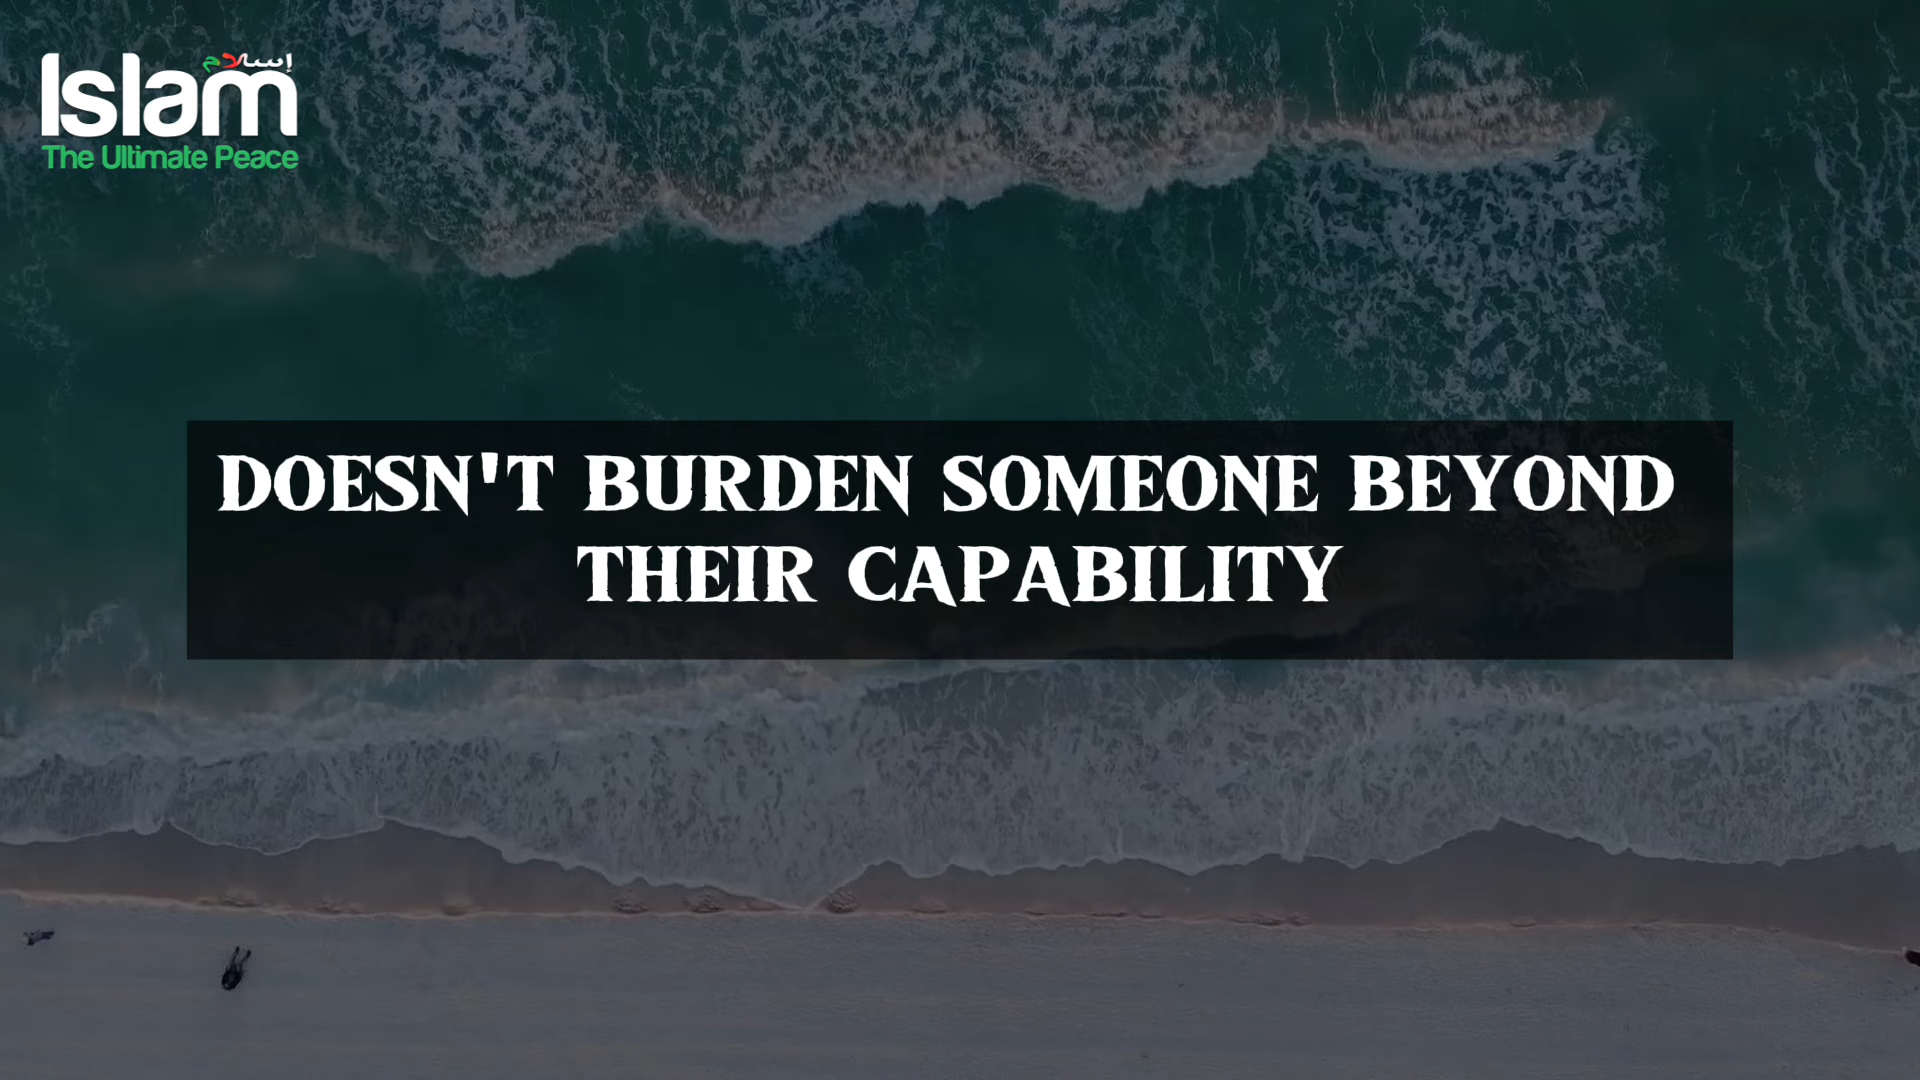 إسلام
Islam
The Ultimate Peace
DOESN'T BURDEN SOMEONE BEYOND
THEIR CAPABILITY